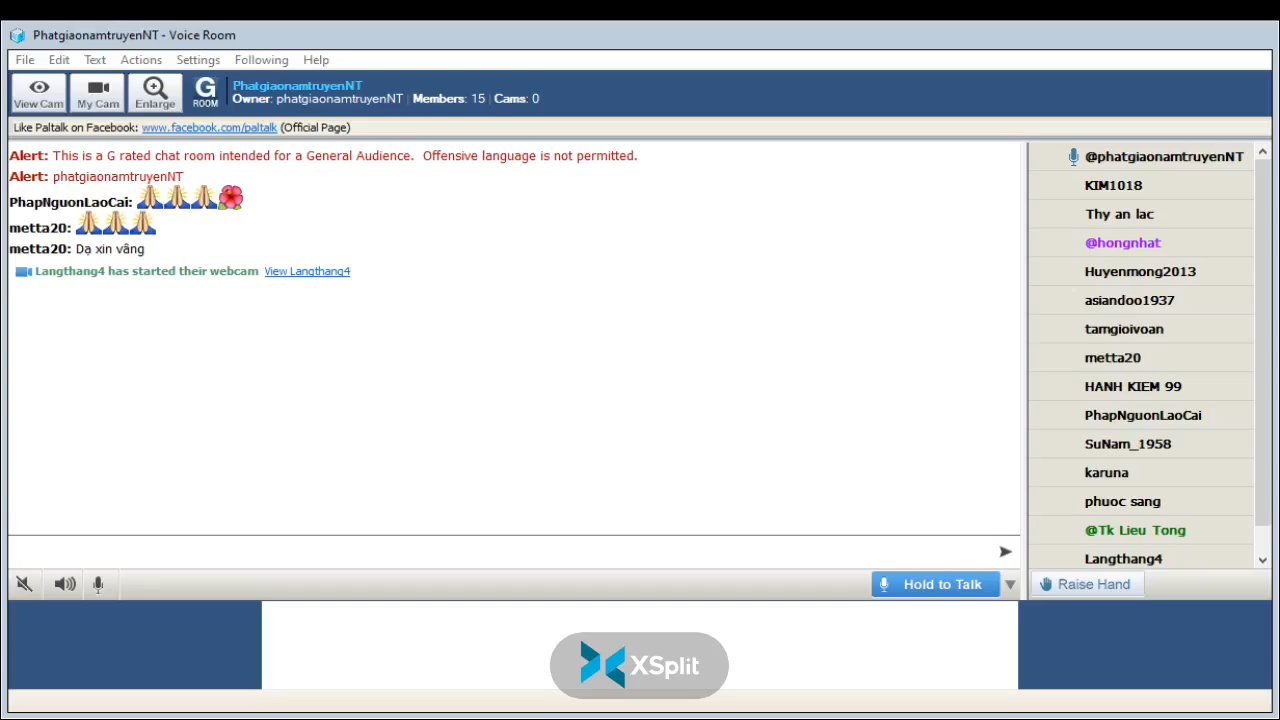 PhatgiaonamtruyenNT - Voice Room
File Edit Text Actions Settings Following Help
View Cam
My Cam
Enlarge
G
ROOM
PhatgiaonamtruyenNT
Owner: phatgiaonamtruyenNT | Members: 15 | Cams: 0
Like Paltalk on Facebook: www.facebook.com/paltalk (Official Page)
Alert: This is a G rated chat room intended for a General Audience. Offensive language is not permitted.
Alert: phatgiaonamtruyenNT
PhapNguonLaoCai:
metta20:
metta20: Dạ xin vâng
Langthang4 has started their webcam View Langthang4
@phatgiaonamtruyenNT
KIM1018
Thy an lac
@hongnhat
Huyenmong2013
asiandoo1937
tamgioivoan
metta20
HANH KIEM 99
PhapNguonLaoCai
SuNam_1958
karuna
phuoc sang
@Tk Lieu Tong
Langthang4
Hold to Talk
Raise Hand
XSplit